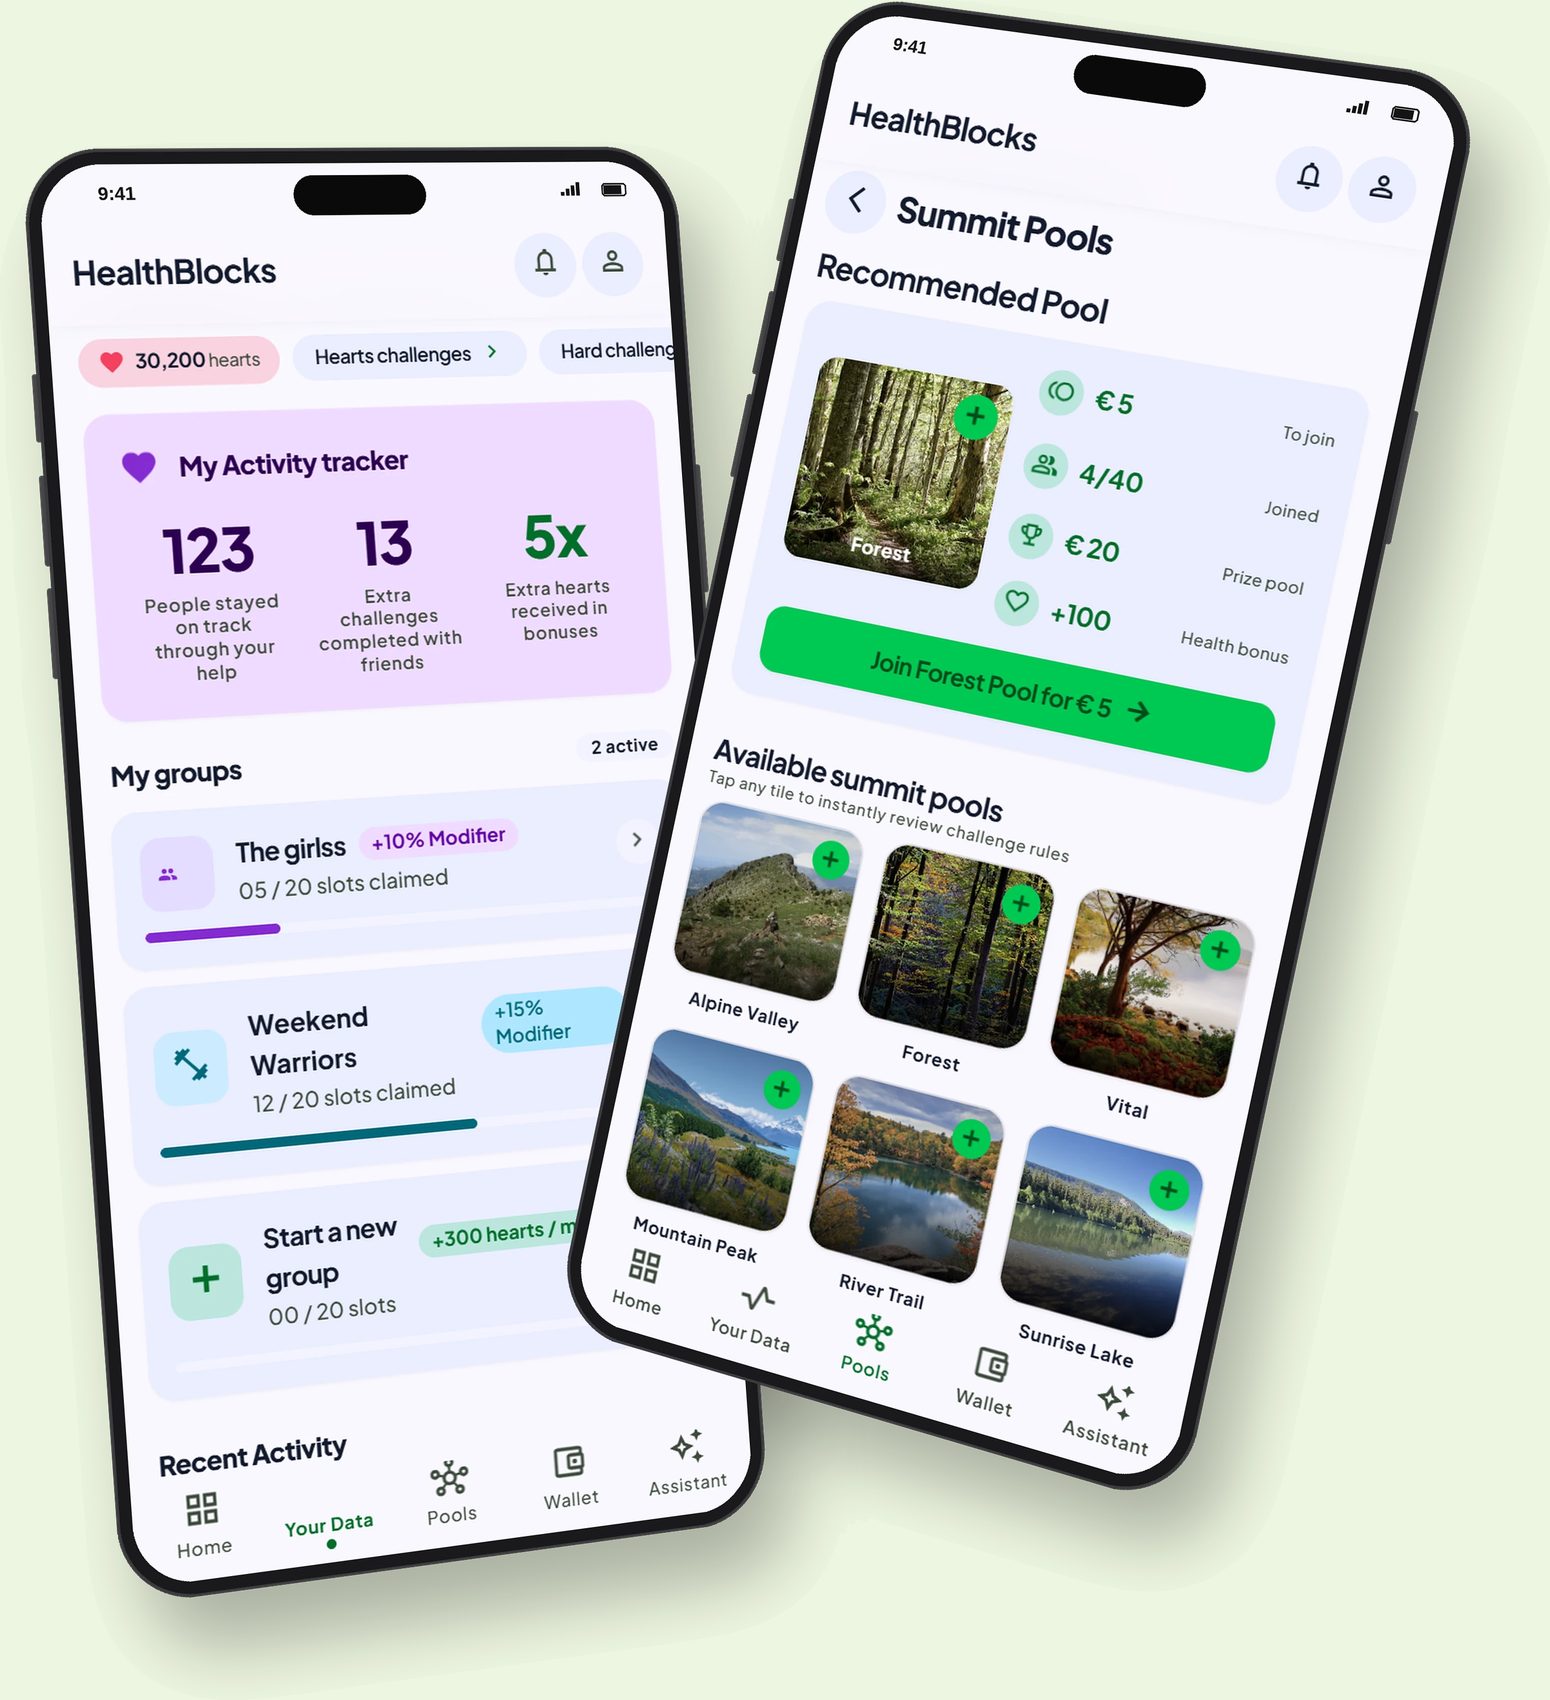 9:41
HealthBlocks
30,200 hearts
Hearts challenges
Hard challeng
My Activity tracker
123
People stayed
on track
through your
help
13
Extra
challenges
completed with
friends
5x
Extra hearts
received in
bonuses
My groups
2 active
The girlss
+10% Modifier
05 / 20 slots claimed
Weekend
Warriors
+15%
Modifier
12 / 20 slots claimed
Start a new
group
+300 hearts / m
00 / 20 slots
Recent Activity
Home
Your Data
Pools
Wallet
Assistant
9:41
HealthBlocks
Summit Pools
Recommended Pool
Forest
€ 5
To join
4/40
Joined
€ 20
Prize pool
+100
Health bonus
Join Forest Pool for € 5
Available summit pools
Tap any tile to instantly review challenge rules
Alpine Valley
Forest
Vital
Mountain Peak
River Trail
Sunrise Lake
Home
Your Data
Pools
Wallet
Assistant